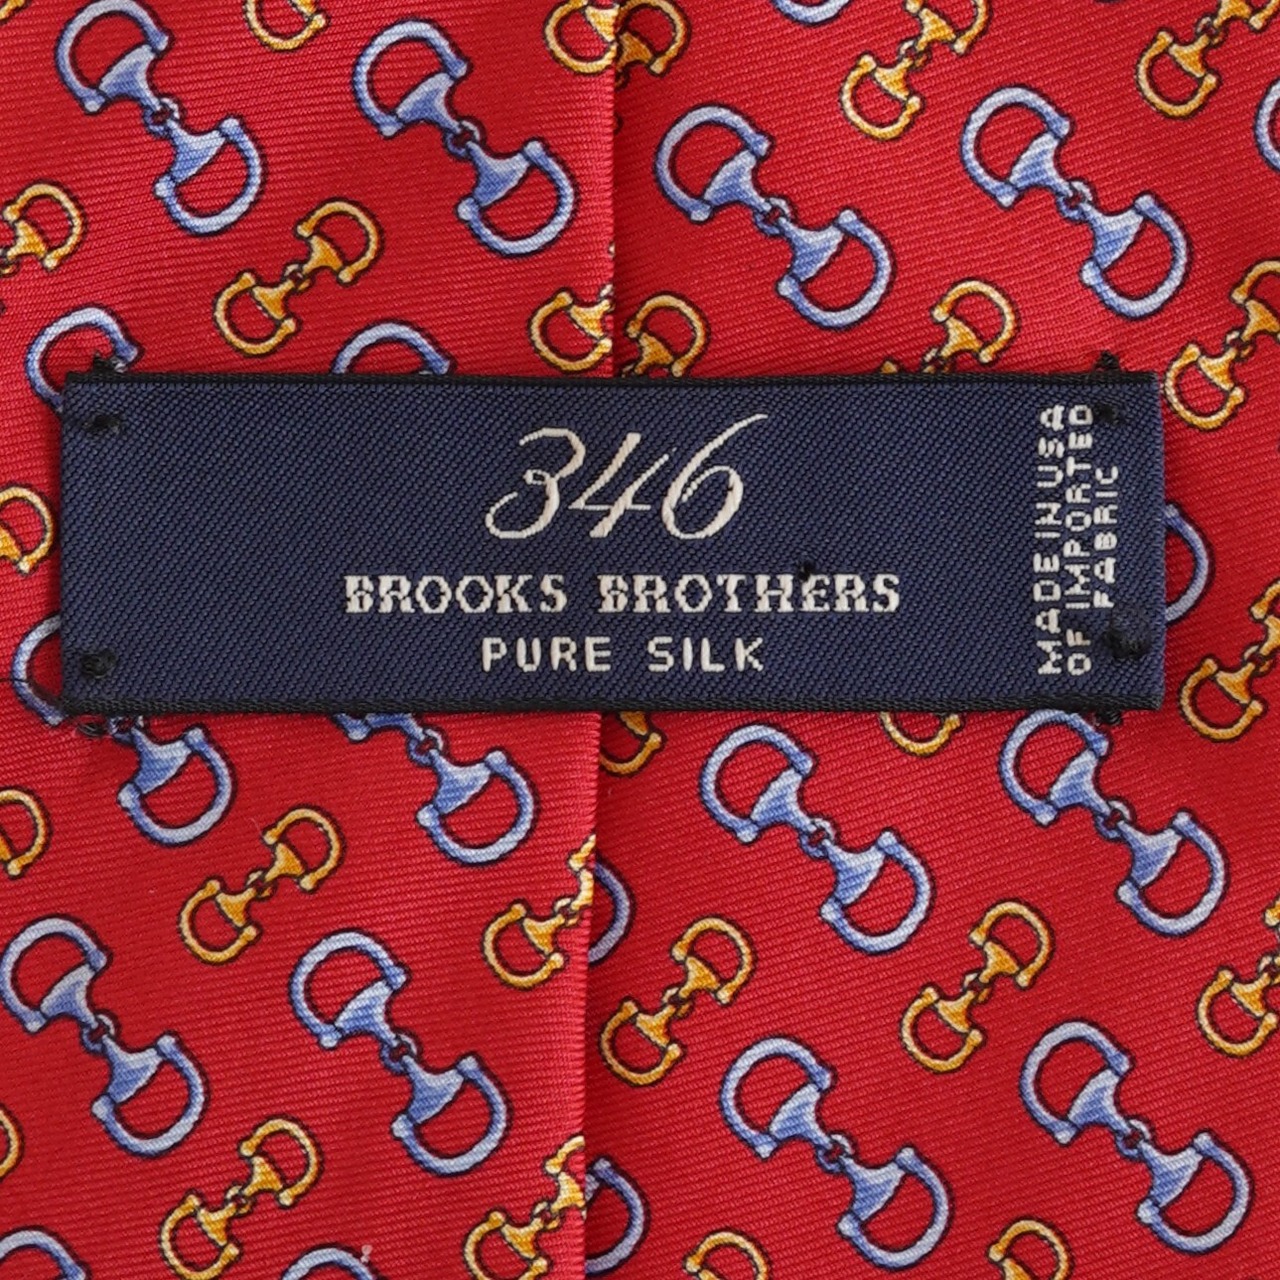 346
BROOKS BROTHERS
PURE SILK
MADE IN USA
OF IMPORTED
FABRIC